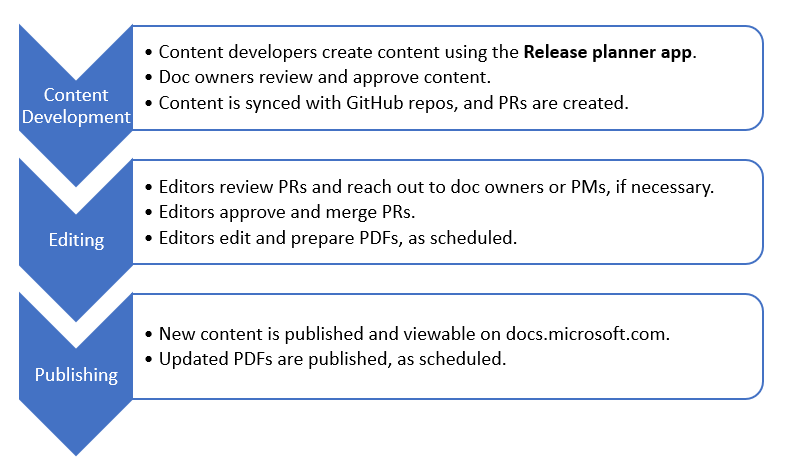 Content
Development
• Content developers create content using the Release planner app.
• Doc owners review and approve content.
• Content is synced with GitHub repos, and PRs are created.
Editing
• Editors review PRs and reach out to doc owners or PMs, if necessary.
• Editors approve and merge PRs.
• Editors edit and prepare PDFs, as scheduled.
Publishing
• New content is published and viewable on docs.microsoft.com.
• Updated PDFs are published, as scheduled.